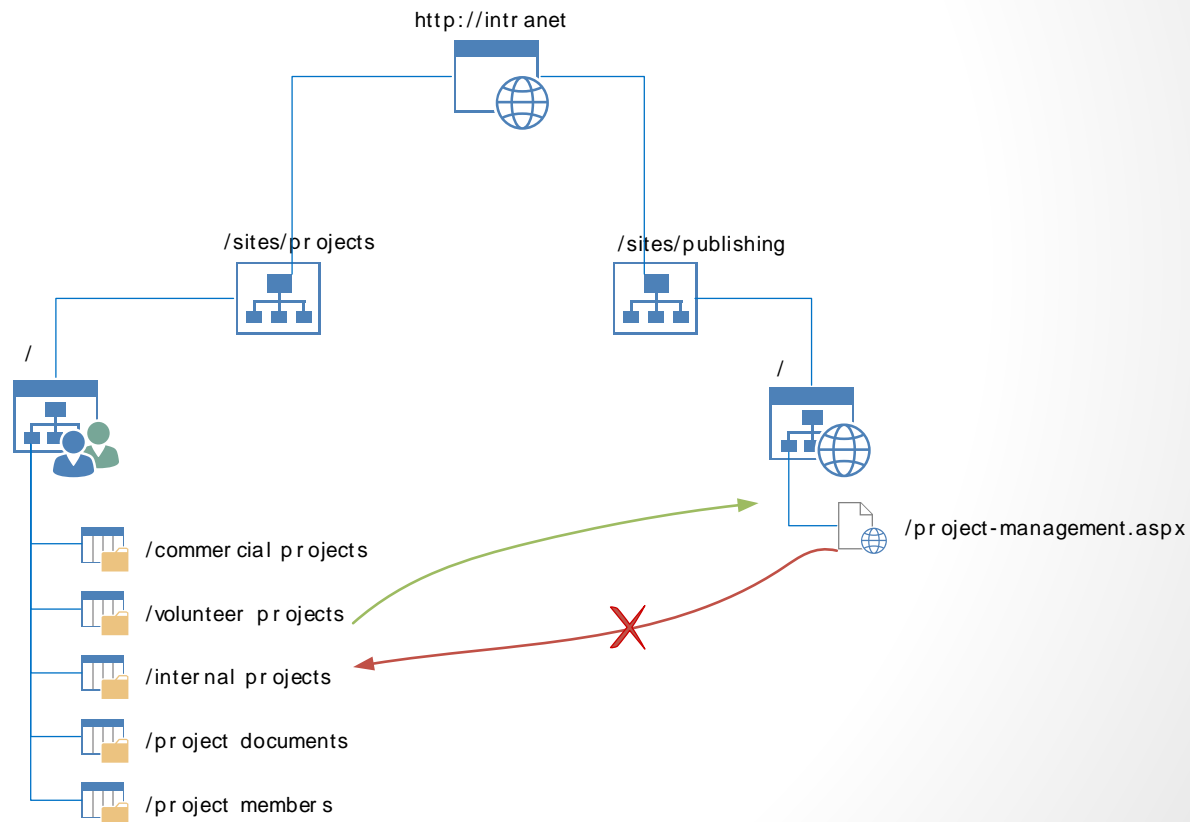 http://intranet
/sites/projects
/sites/publishing
/
/
/project-management.aspx
/commercial projects
/volunteer projects
/internal projects
/project documents
/project members